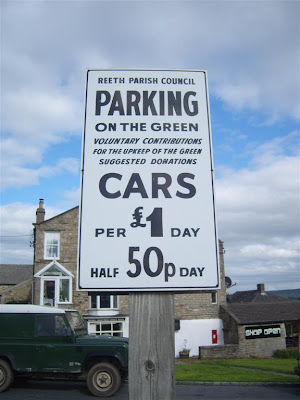 REETH PARISH COUNCIL
PARKING
ON THE GREEN
VOLUNTARY CONTRIBUTIONS
FOR THE UPKEEP OF THE GREEN
SUGGESTED DONATIONS
CARS
PER £1 DAY
HALF 50p DAY
SHOP OPEN